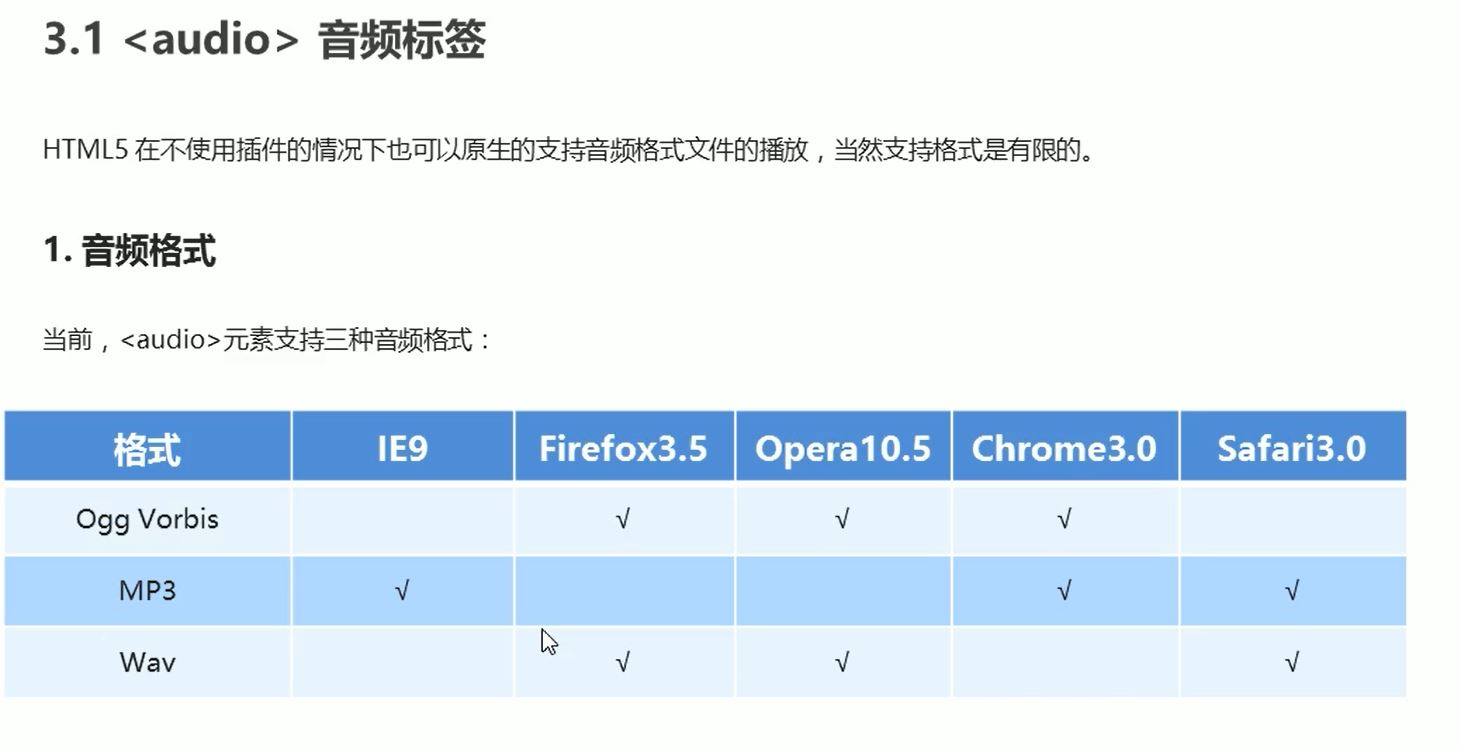 3.1 <audio> 音频标签
HTML5 在不使用插件的情况下也可以原生的支持音频格式文件的播放，当然支持格式是有限的。
1. 音频格式
当前，<audio>元素支持三种音频格式：
格式 IE9 Firefox3.5 Opera10.5 Chrome3.0 Safari3.0
Ogg Vorbis √ √ √
MP3 √ √ √
Wav √ √ √